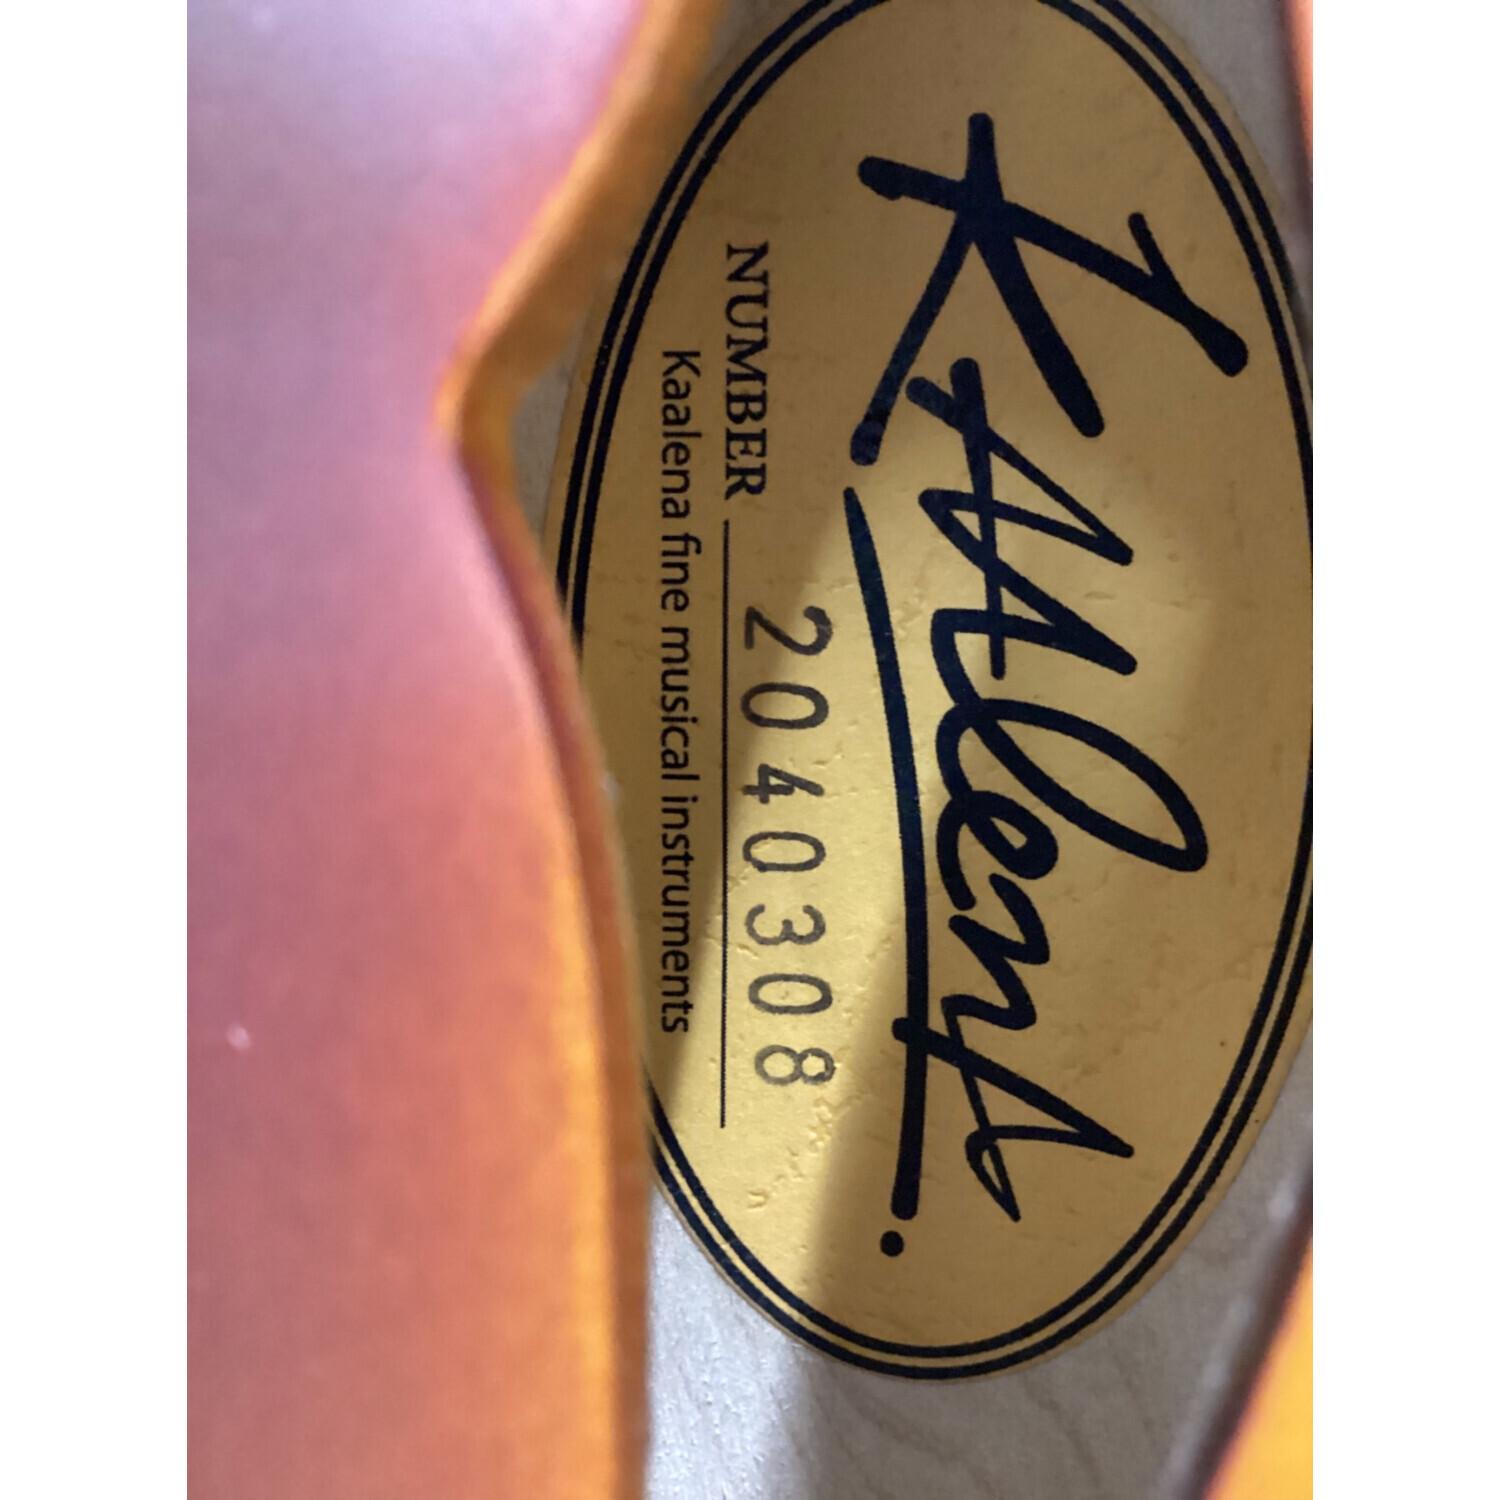 KAAlenA.
NUMBER 2040308
Kaalena fine musical instruments